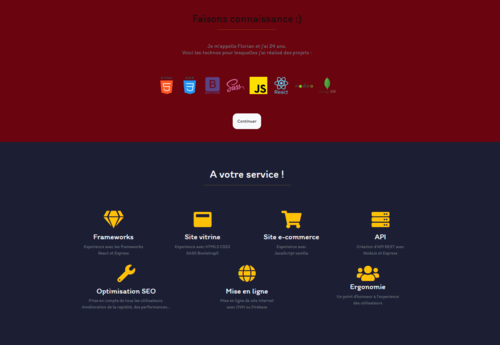 Faisons connaissance :)
Je m'appelle Florian et j'ai 29 ans.
Voici les technos pour lesquelles j'ai réalisé des projets :
HTML CSS
B Sass JS React node
Continuer
A votre service !
Frameworks Site vitrine Site e-commerce API
Expérience avec les frameworks Expérience avec HTML5 CSS3 Expérience avec Création d'API REST avec
React et Express SASS Bootstrap5 JavaScript vanilla. NodeJs et Express
Optimisation SEO Mise en ligne Ergonomie
Prise en compte de tous les utilisateurs Mise en ligne de site internet Un point d'honneur à l'expérience
Amélioration de la rapidité, des performances... avec OVH ou Firebase des utilisateurs